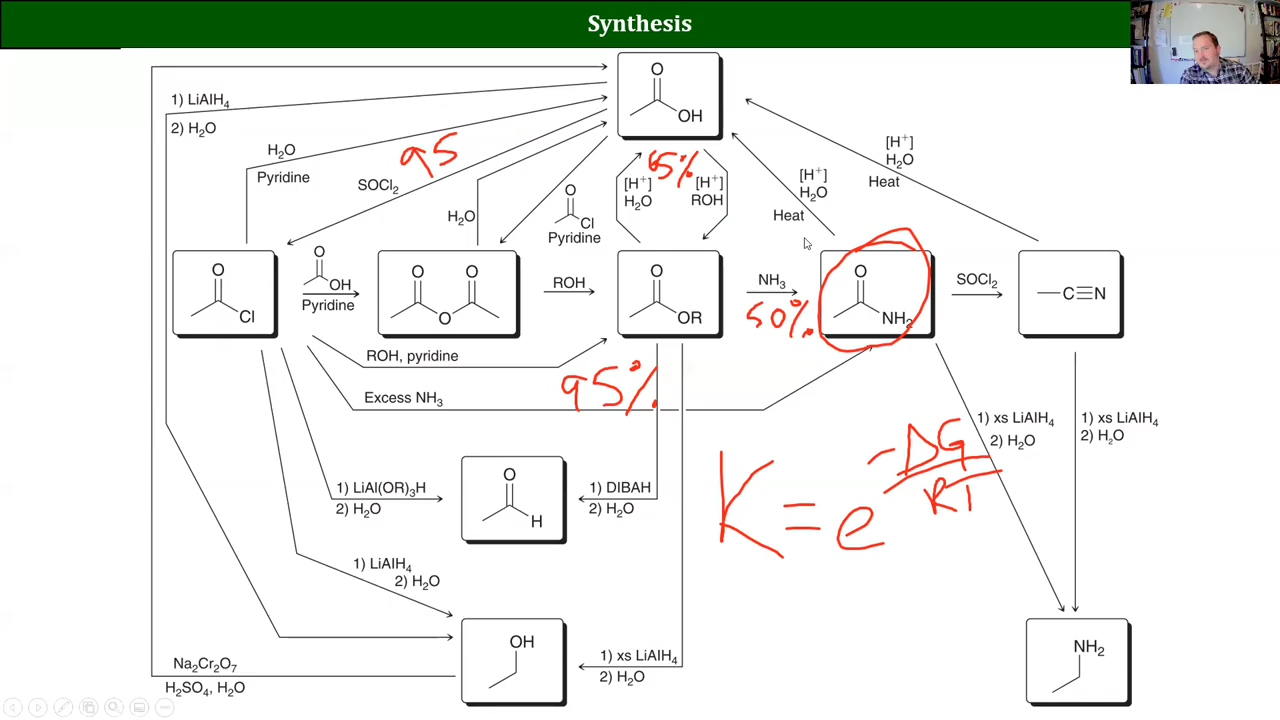 Synthesis
O
OH
1) LiAlH₄
2) H₂O
H₂O
Pyridine
95
SOCl₂
H₂O
O
Cl
Pyridine
[H⁺]
H₂O
65%
[H⁺]
ROH
[H⁺]
H₂O
Heat
[H⁺]
H₂O
Heat
O
Cl
O
OH
Pyridine
O O
O
ROH
O
OR
NH₃
50%
O
NH₂
SOCl₂
C≡N
ROH, pyridine
Excess NH₃
95%
1) xs LiAlH₄
2) H₂O
1) xs LiAlH₄
2) H₂O
K = e
-ΔG
RT
1) LiAl(OR)₃H
2) H₂O
O
H
1) DIBAH
2) H₂O
1) LiAlH₄
2) H₂O
OH
1) xs LiAlH₄
2) H₂O
NH₂
Na₂Cr₂O₇
H₂SO₄, H₂O